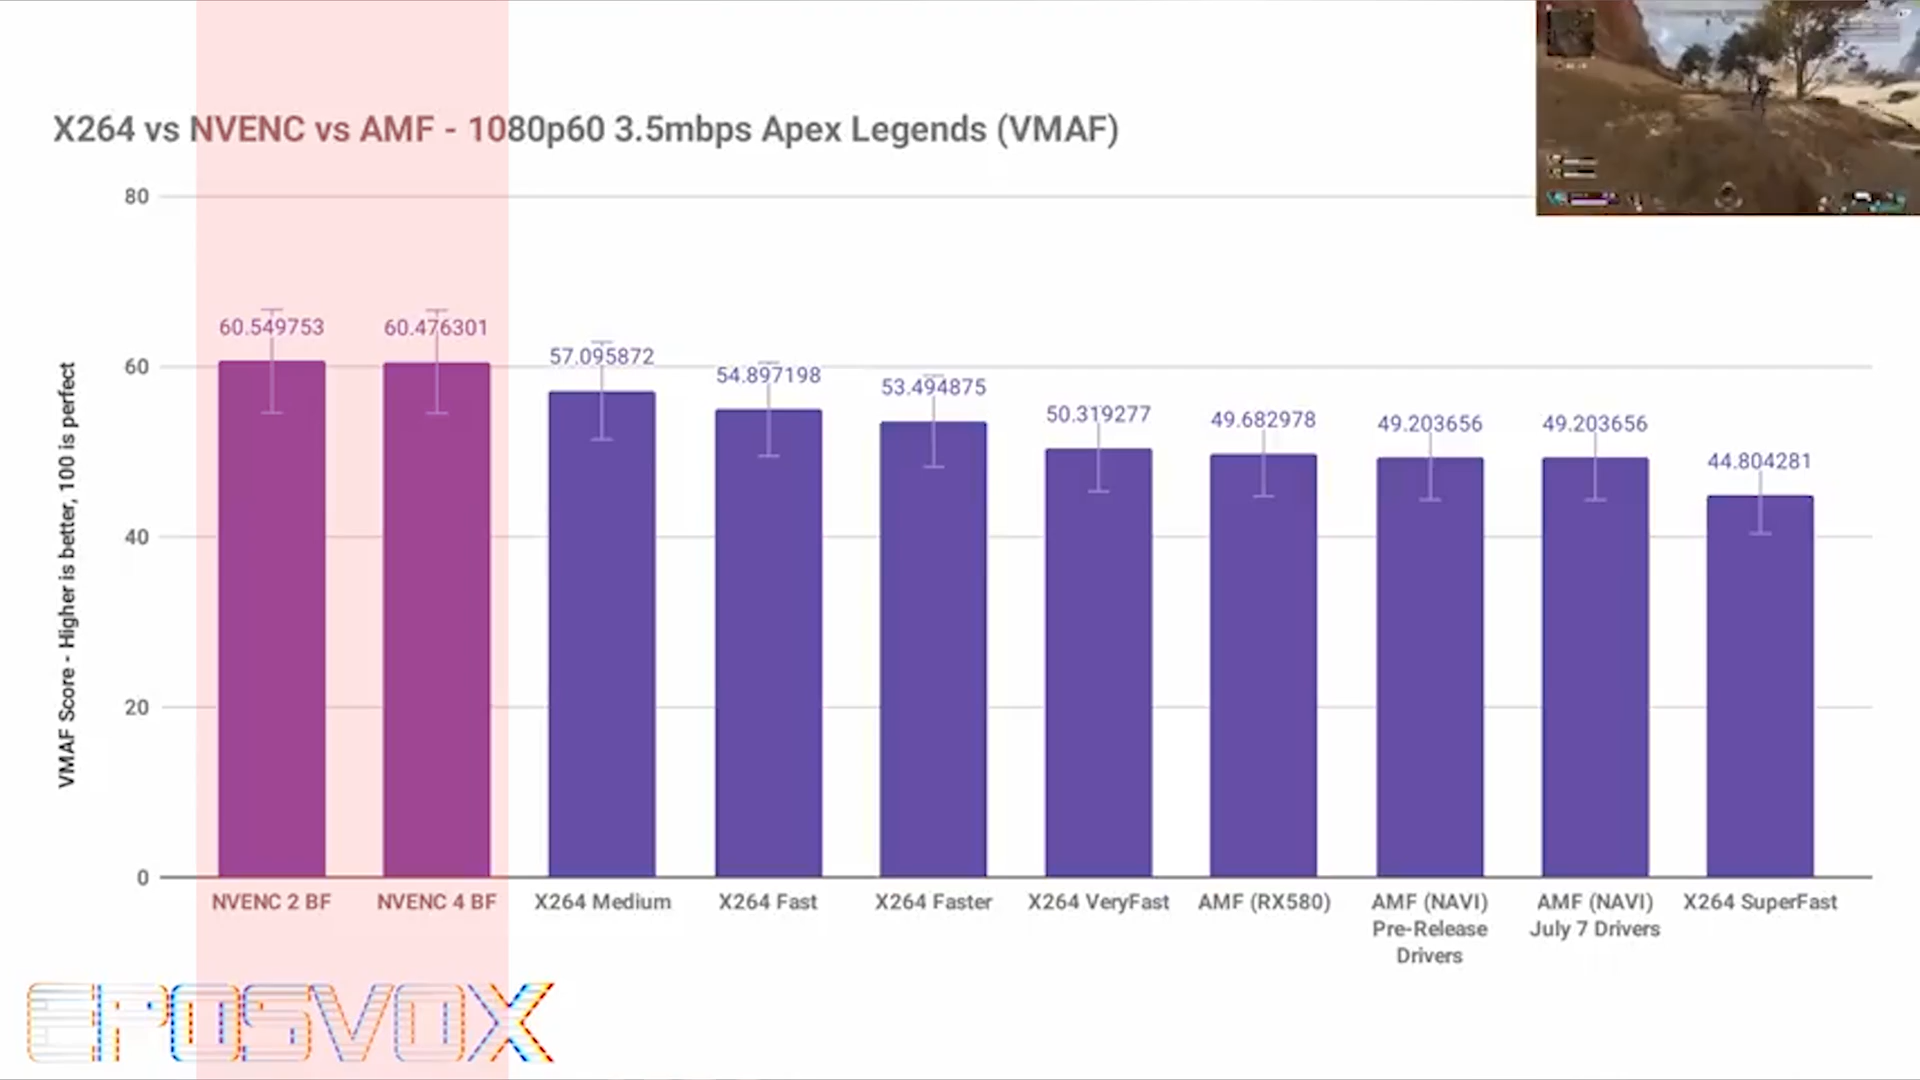 X264 vs NVENC vs AMF - 1080p60 3.5mbps Apex Legends (VMAF)
VMAF Score - Higher is better, 100 is perfect
80
60
40
20
0
60.549753
60.476301
57.095872
54.897198
53.494875
50.319277
49.682978
49.203656
49.203656
44.804281
NVENC 2 BF
NVENC 4 BF
X264 Medium
X264 Fast
X264 Faster
X264 VeryFast
AMF (RX580)
AMF (NAVI)
Pre-Release
Drivers
AMF (NAVI)
July 7 Drivers
X264 SuperFast
EPOSVOX